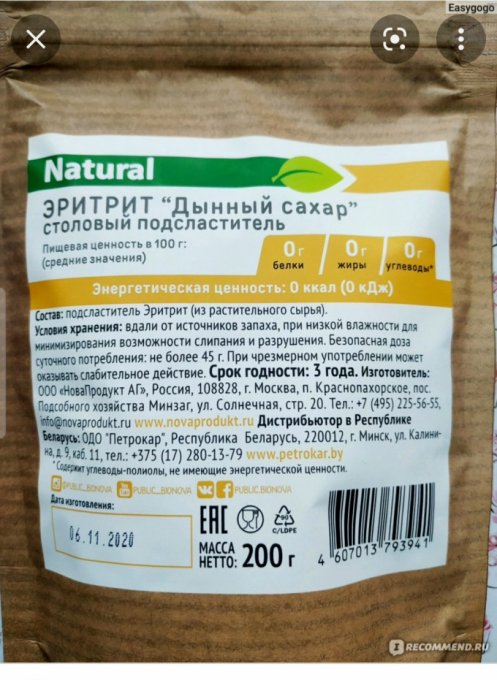 Easygogo
Natural
ЭРИТРИТ "Дынный сахар"
столовый подсластитель
Пищевая ценность в 100 г:
(средние значения)
0 г
белки
0 г
жиры
0 г
углеводы*
Энергетическая ценность: 0 ккал (0 кДж)
Состав: подсластитель Эритрит (из растительного сырья).
Условия хранения: вдали от источников запаха, при низкой влажности для
минимизирования возможности слипания и разрушения. Безопасная доза
суточного потребления: не более 45 г. При чрезмерном употреблении может
оказывать слабительное действие. Срок годности: 3 года. Изготовитель:
ООО «НоваПродукт АГ», Россия, 108828, г. Москва, п. Краснопахорское, пос.
Подсобного хозяйства Минзаг, ул. Солнечная, стр. 20. Тел.: +7 (495) 225-56-55,
info@novaprodukt.ru www.novaprodukt.ru Дистрибьютор в Республике
Беларусь: ОДО "Петрокар", Республика Беларусь, 220012, г. Минск, ул. Калини-
на, д. 9, каб. 11, тел.: +375 (17) 280-13-79 www.petrokar.by
*Содержит углеводы-полиолы, не имеющие энергетической ценности.
@PUBLIC_BIONOVA PUBLIC_BIONOVA PUBLIC.BIONOVA
Дата изготовления:
06.11.2020
EAC
90
C/LDPE
МАССА
НЕТТО: 200 г
4 607013 793941
IRECOMMEND.RU